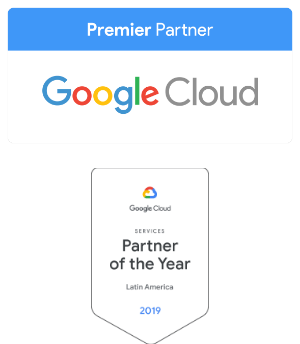 Premier Partner
Google Cloud
Google Cloud
SERVICES
Partner
of the Year
Latin America
2019